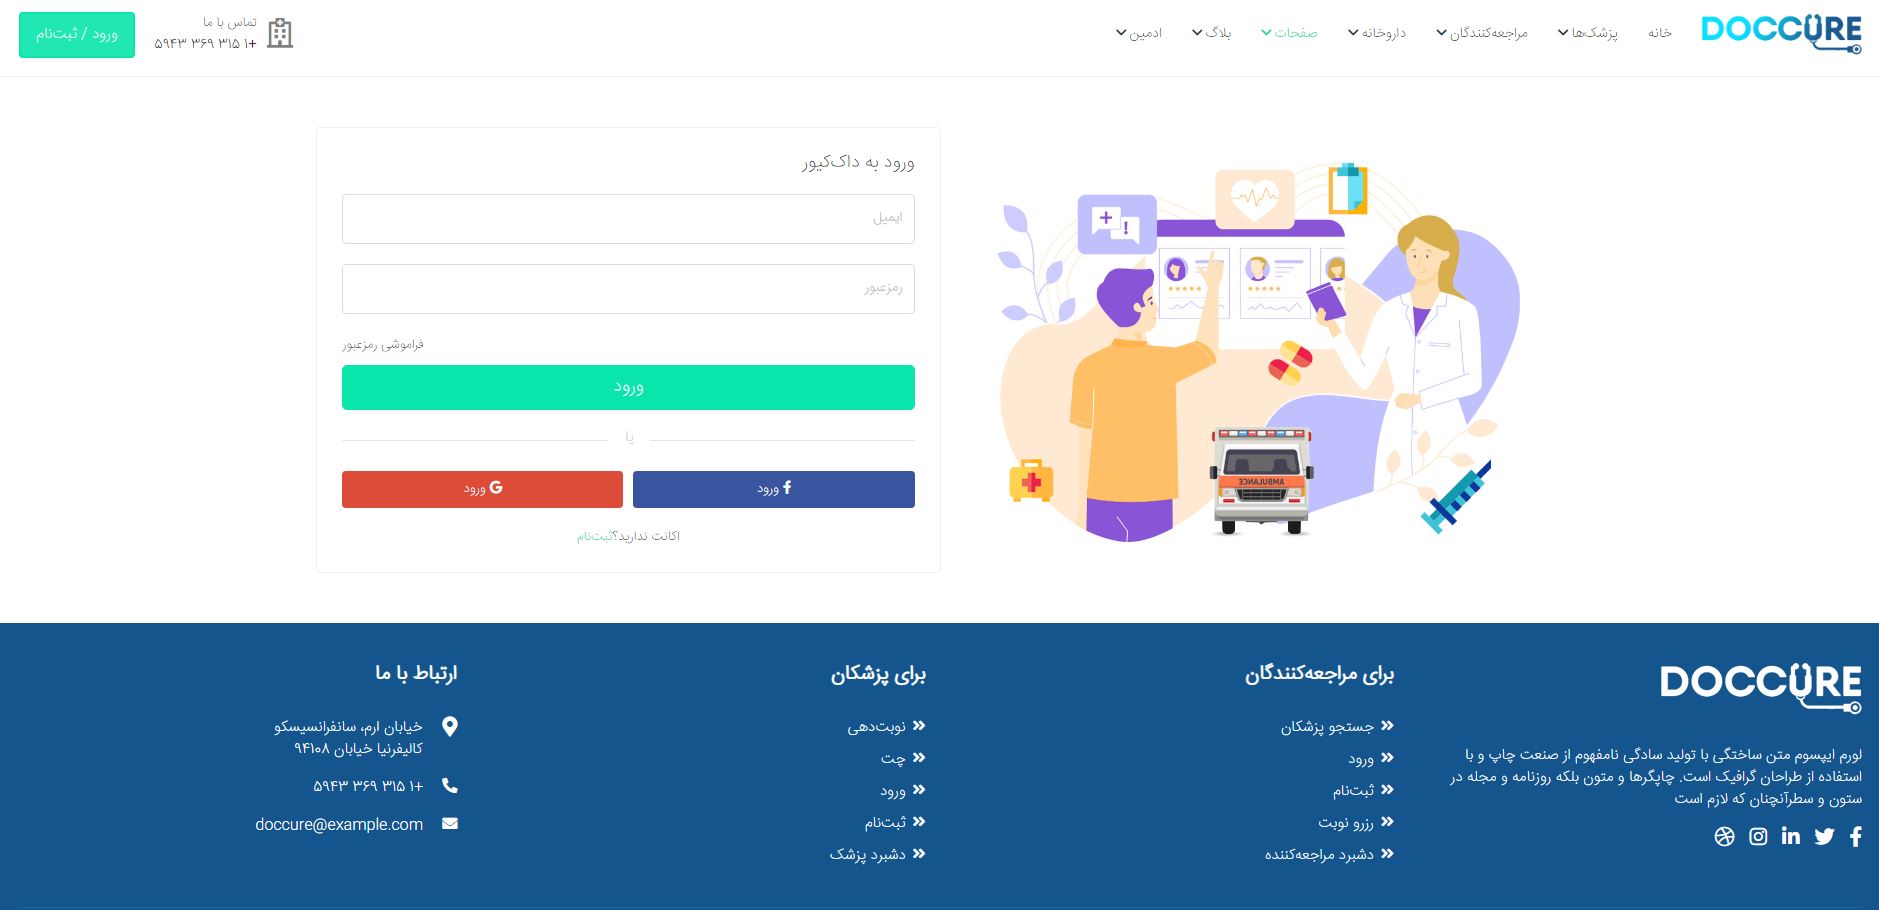 DOCCURE
خانه
پزشک‌ها
مراجعه‌کنندگان
داروخانه
صفحات
بلاگ
ادمین
تماس با ما
+۱ ۳۱۵ ۳۶۹ ۵۹۴۳
ورود / ثبت‌نام
AMBULANCE
ورود به داک‌کیور
ایمیل
رمزعبور
فراموشی رمزعبور
ورود
یا
ورود
G ورود
اکانت ندارید؟ثبت‌نام
DOCCURE
لورم ایپسوم متن ساختگی با تولید سادگی نامفهوم از صنعت چاپ و با
استفاده از طراحان گرافیک است. چاپگرها و متون بلکه روزنامه و مجله در
ستون و سطرآنچنان که لازم است
برای مراجعه‌کنندگان
جستجو پزشکان
ورود
ثبت‌نام
رزرو نوبت
دشبرد مراجعه‌کننده
برای پزشکان
نوبت‌دهی
چت
ورود
ثبت‌نام
دشبرد پزشک
ارتباط با ما
خیابان ارم، سانفرانسیسکو
کالیفرنیا خیابان ۹۴۱۰۸
+۱ ۳۱۵ ۳۶۹ ۵۹۴۳
doccure@example.com